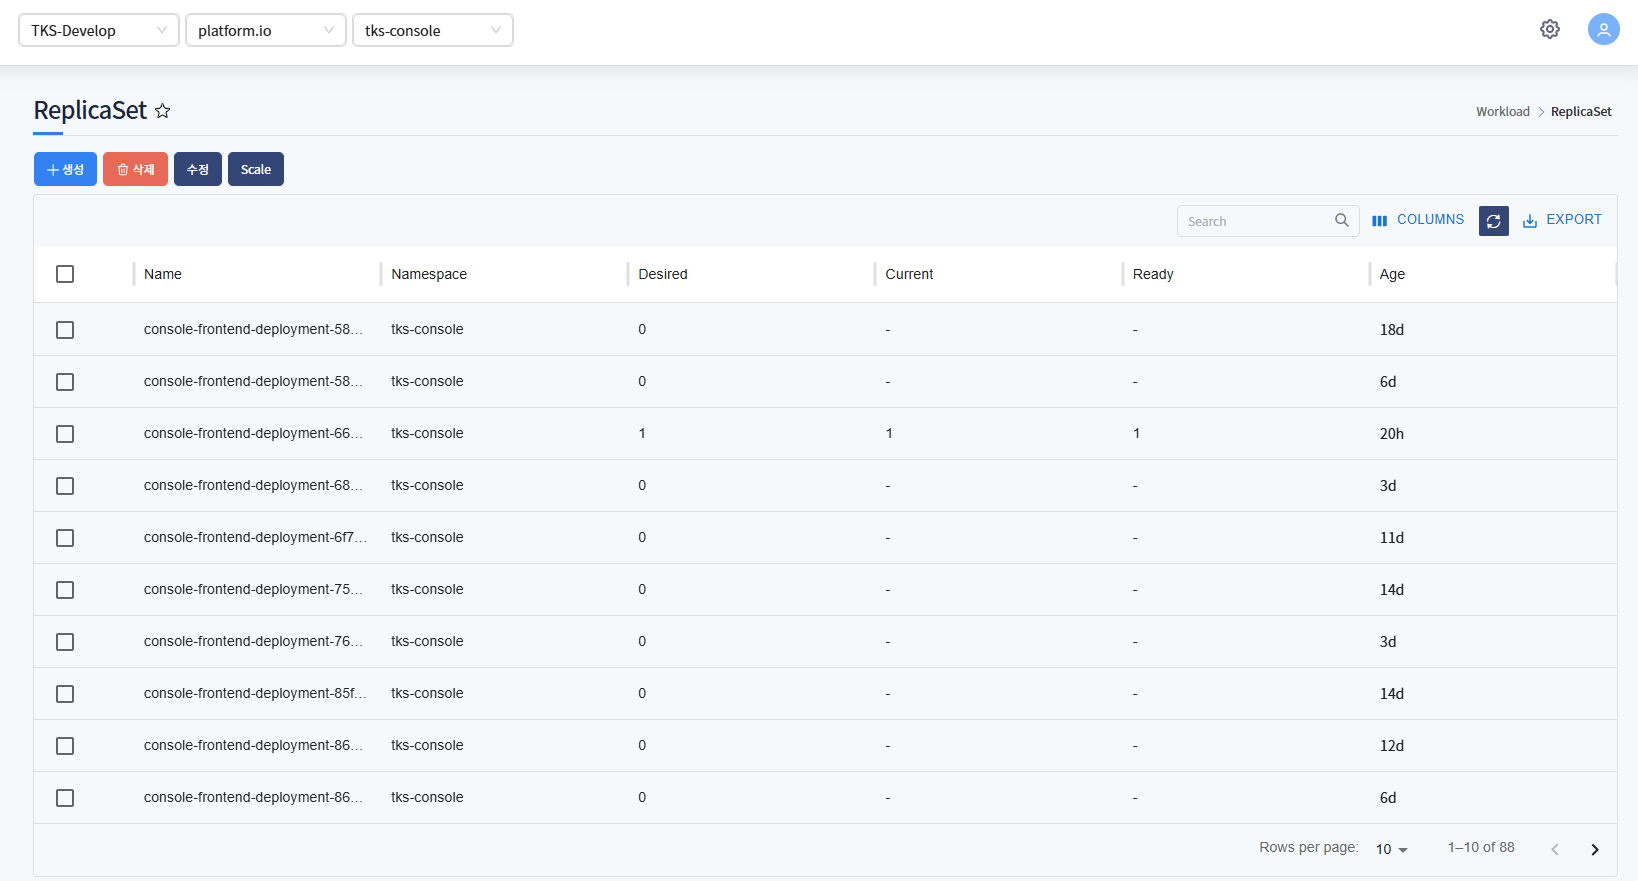 TKS-Develop platform.io tks-console
ReplicaSet
Workload > ReplicaSet
+ 생성 삭제 수정 Scale
Search COLUMNS EXPORT
Name Namespace Desired Current Ready Age
console-frontend-deployment-58... tks-console 0 - - 18d
console-frontend-deployment-58... tks-console 0 - - 6d
console-frontend-deployment-66... tks-console 1 1 1 20h
console-frontend-deployment-68... tks-console 0 - - 3d
console-frontend-deployment-6f7... tks-console 0 - - 11d
console-frontend-deployment-75... tks-console 0 - - 14d
console-frontend-deployment-76... tks-console 0 - - 3d
console-frontend-deployment-85f... tks-console 0 - - 14d
console-frontend-deployment-86... tks-console 0 - - 12d
console-frontend-deployment-86... tks-console 0 - - 6d
Rows per page: 10 1–10 of 88